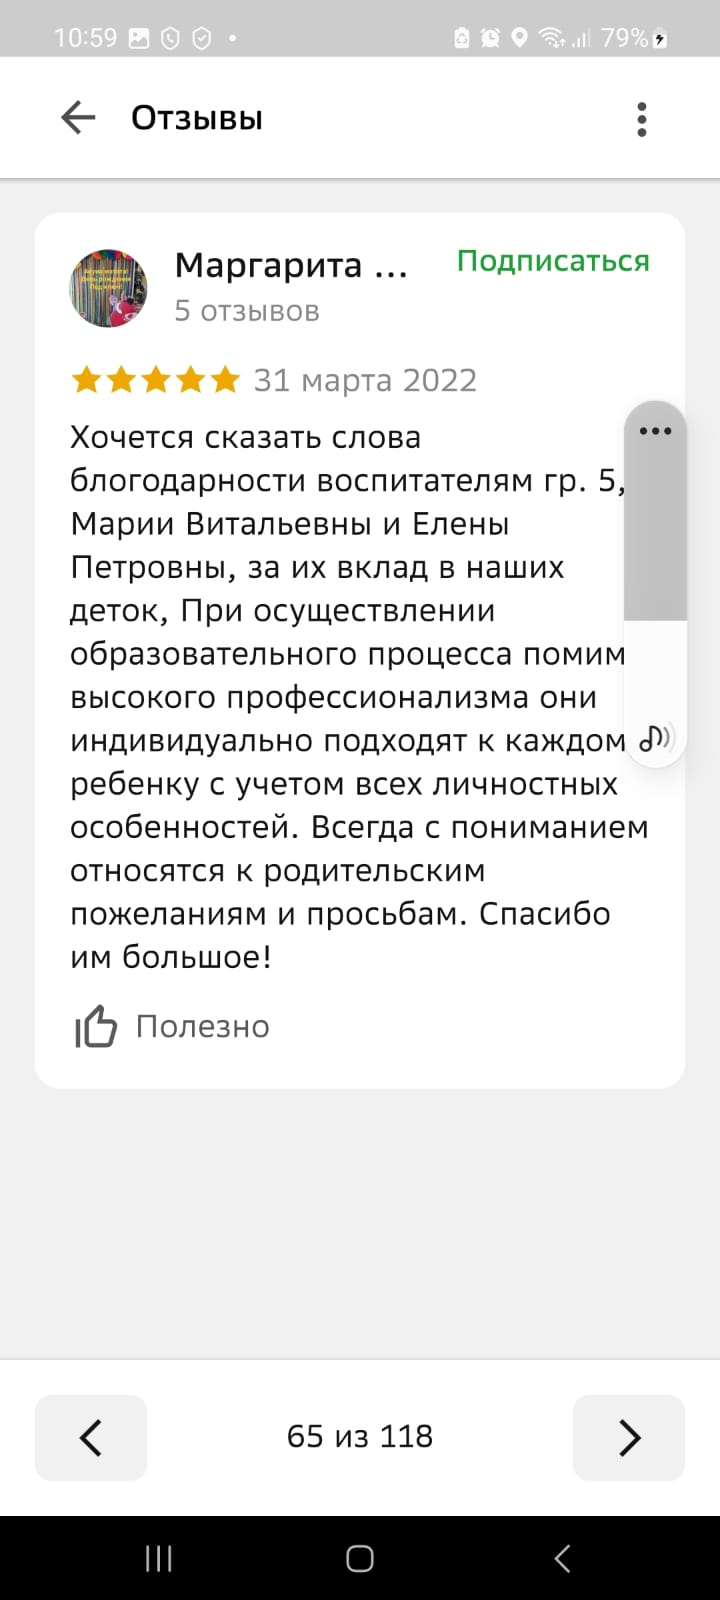 10:59
79%
Отзывы
Маргарита ...
Подписаться
5 отзывов
31 марта 2022
Хочется сказать слова
блогодарности воспитателям гр. 5,
Марии Витальевны и Елены
Петровны, за их вклад в наших
деток, При осуществлении
образовательного процесса помим
высокого профессионализма они
индивидуально подходят к каждом
ребенку с учетом всех личностных
особенностей. Всегда с пониманием
относятся к родительским
пожеланиям и просьбам. Спасибо
им большое!
Полезно
65 из 118